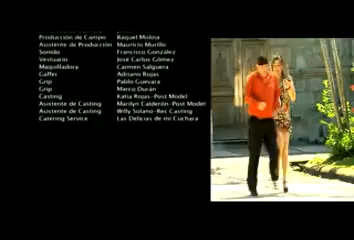 Producción de Campo Raquel Molina
Asistente de Producción Mauricio Murillo
Sonido Francisco González
Vestuario José Carlos Gómez
Maquilladora Carmen Salguera
Gaffer Adriano Rojas
Grip Pablo Guevara
Grip Marco Durán
Casting Katia Rojas-Post Model
Asistente de Casting Marilyn Calderón-Post Model
Asistente de Casting Willy Solano-Rec Casting
Catering Service Las Delicias de mi Cuchara